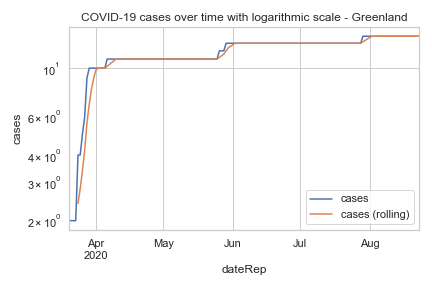 COVID-19 cases over time with logarithmic scale - Greenland
cases
10¹
6 × 10⁰
4 × 10⁰
3 × 10⁰
2 × 10⁰
cases
cases (rolling)
Apr
2020
May
Jun
Jul
Aug
dateRep